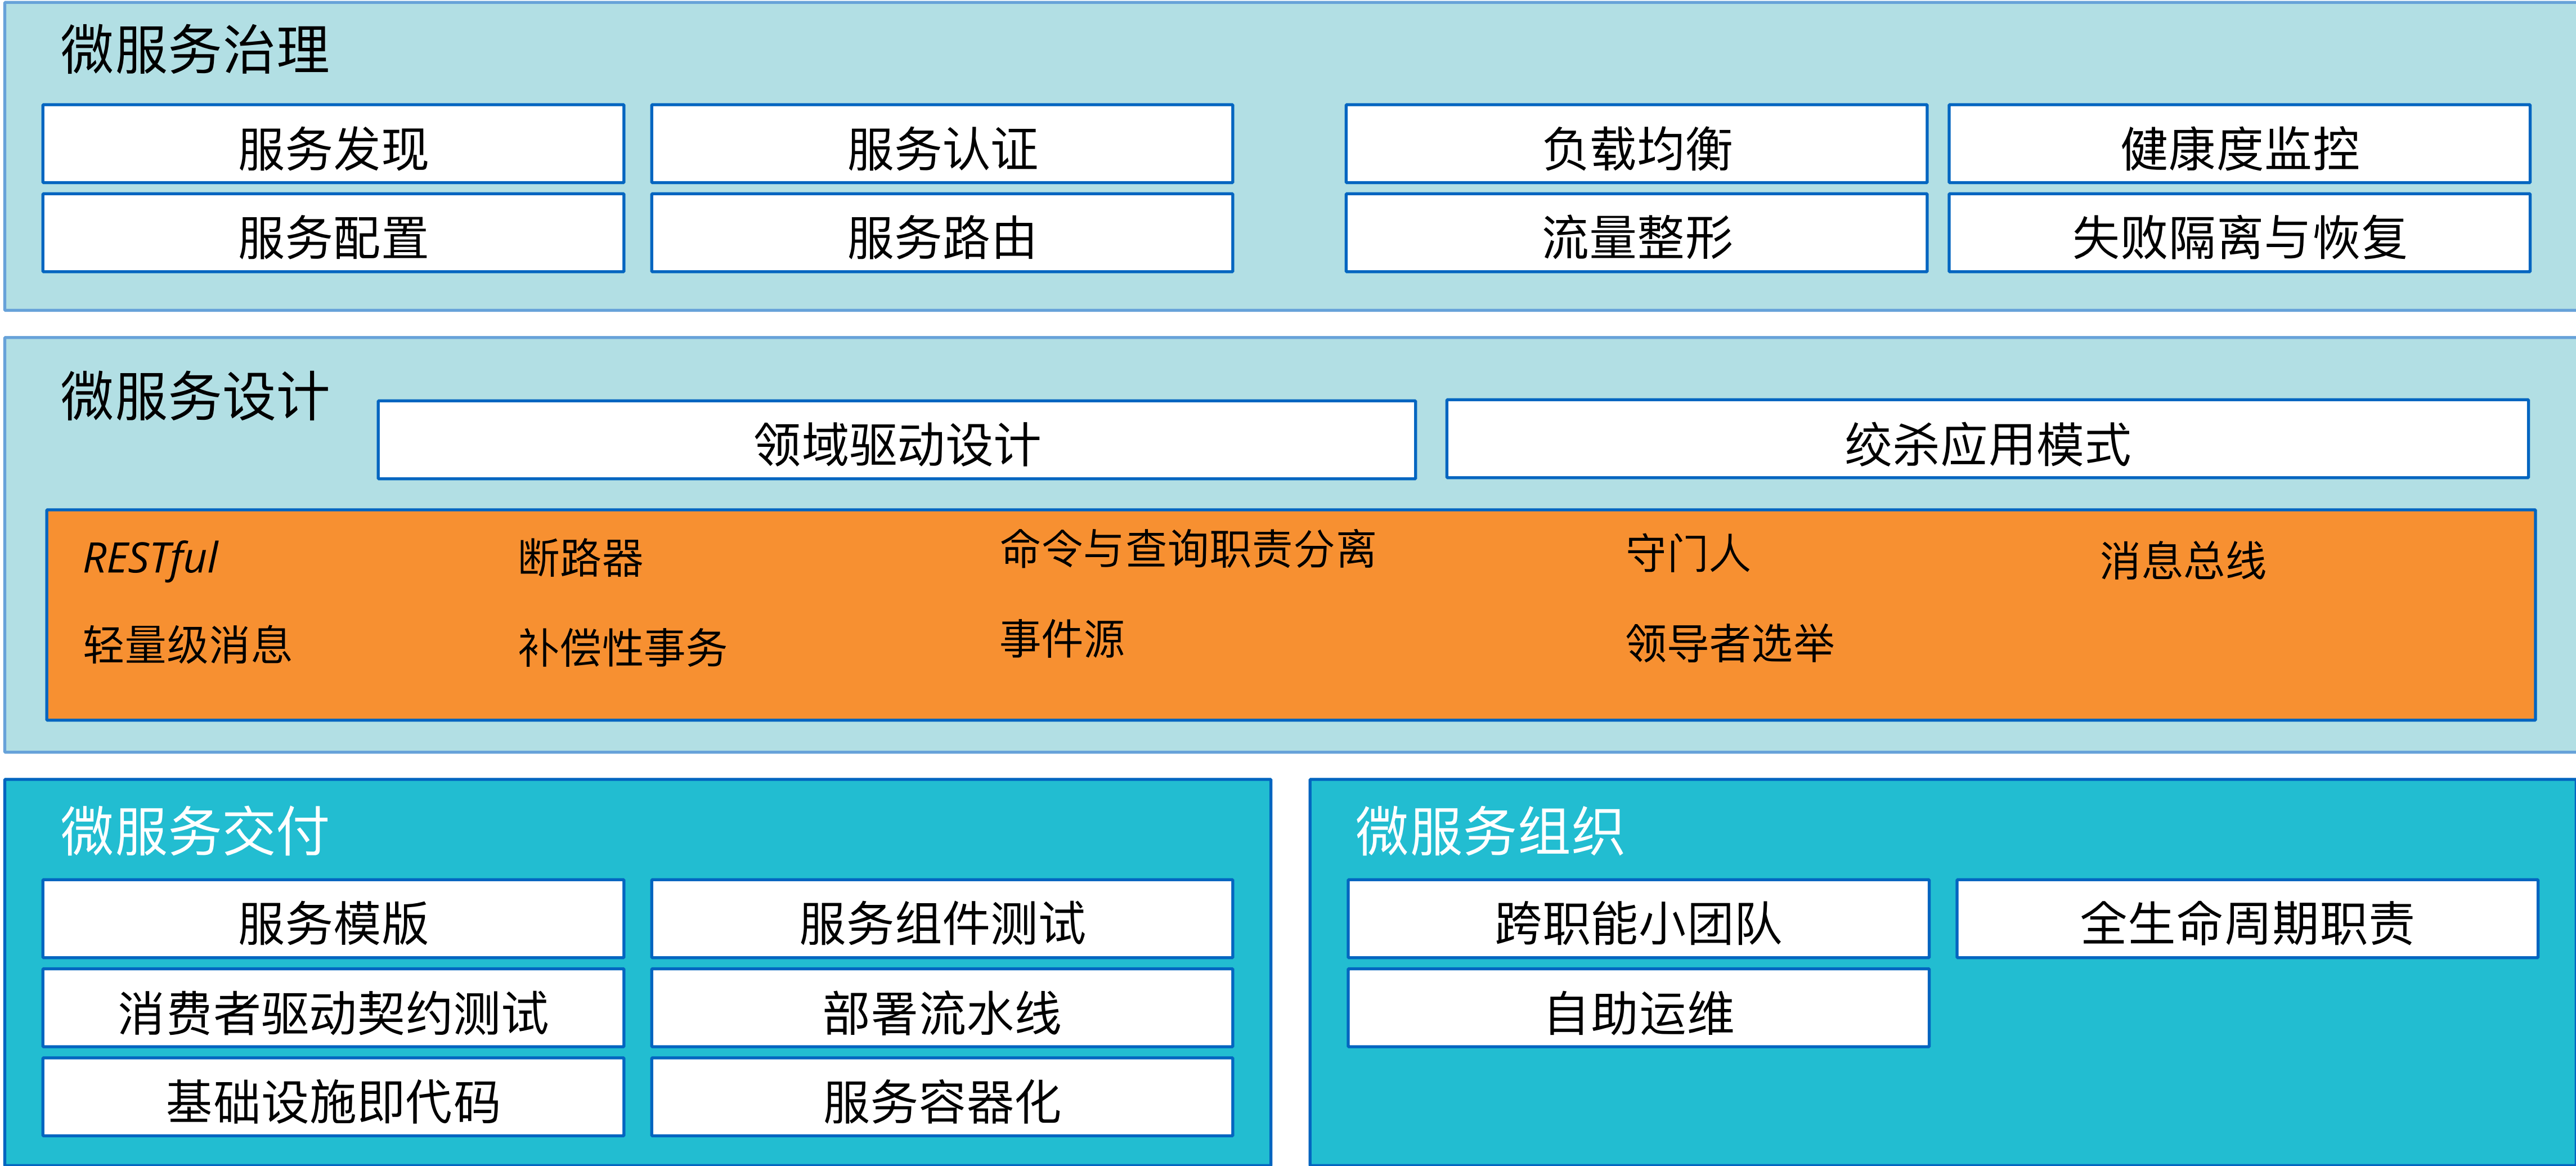 微服务治理
服务发现
服务认证
负载均衡
健康度监控
服务配置
服务路由
流量整形
失败隔离与恢复
微服务设计
领域驱动设计
绞杀应用模式
RESTful
断路器
命令与查询职责分离
守门人
消息总线
轻量级消息
补偿性事务
事件源
领导者选举
微服务交付
服务模版
服务组件测试
消费者驱动契约测试
部署流水线
基础设施即代码
服务容器化
微服务组织
跨职能小团队
全生命周期职责
自助运维